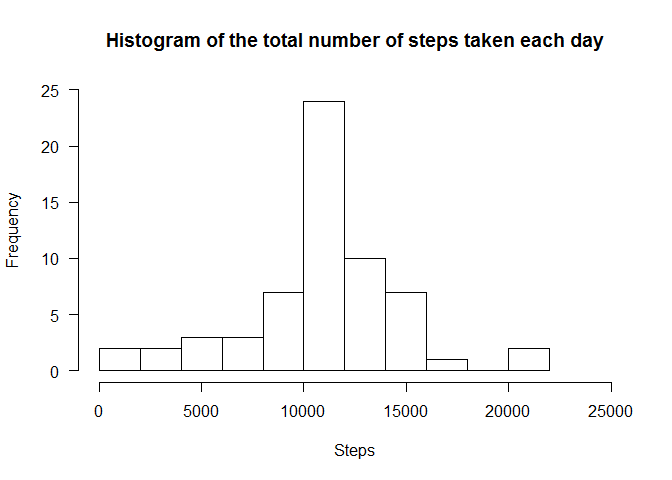 Histogram of the total number of steps taken each day
25
20
15
10
5
0
Frequency
0 5000 10000 15000 20000 25000
Steps